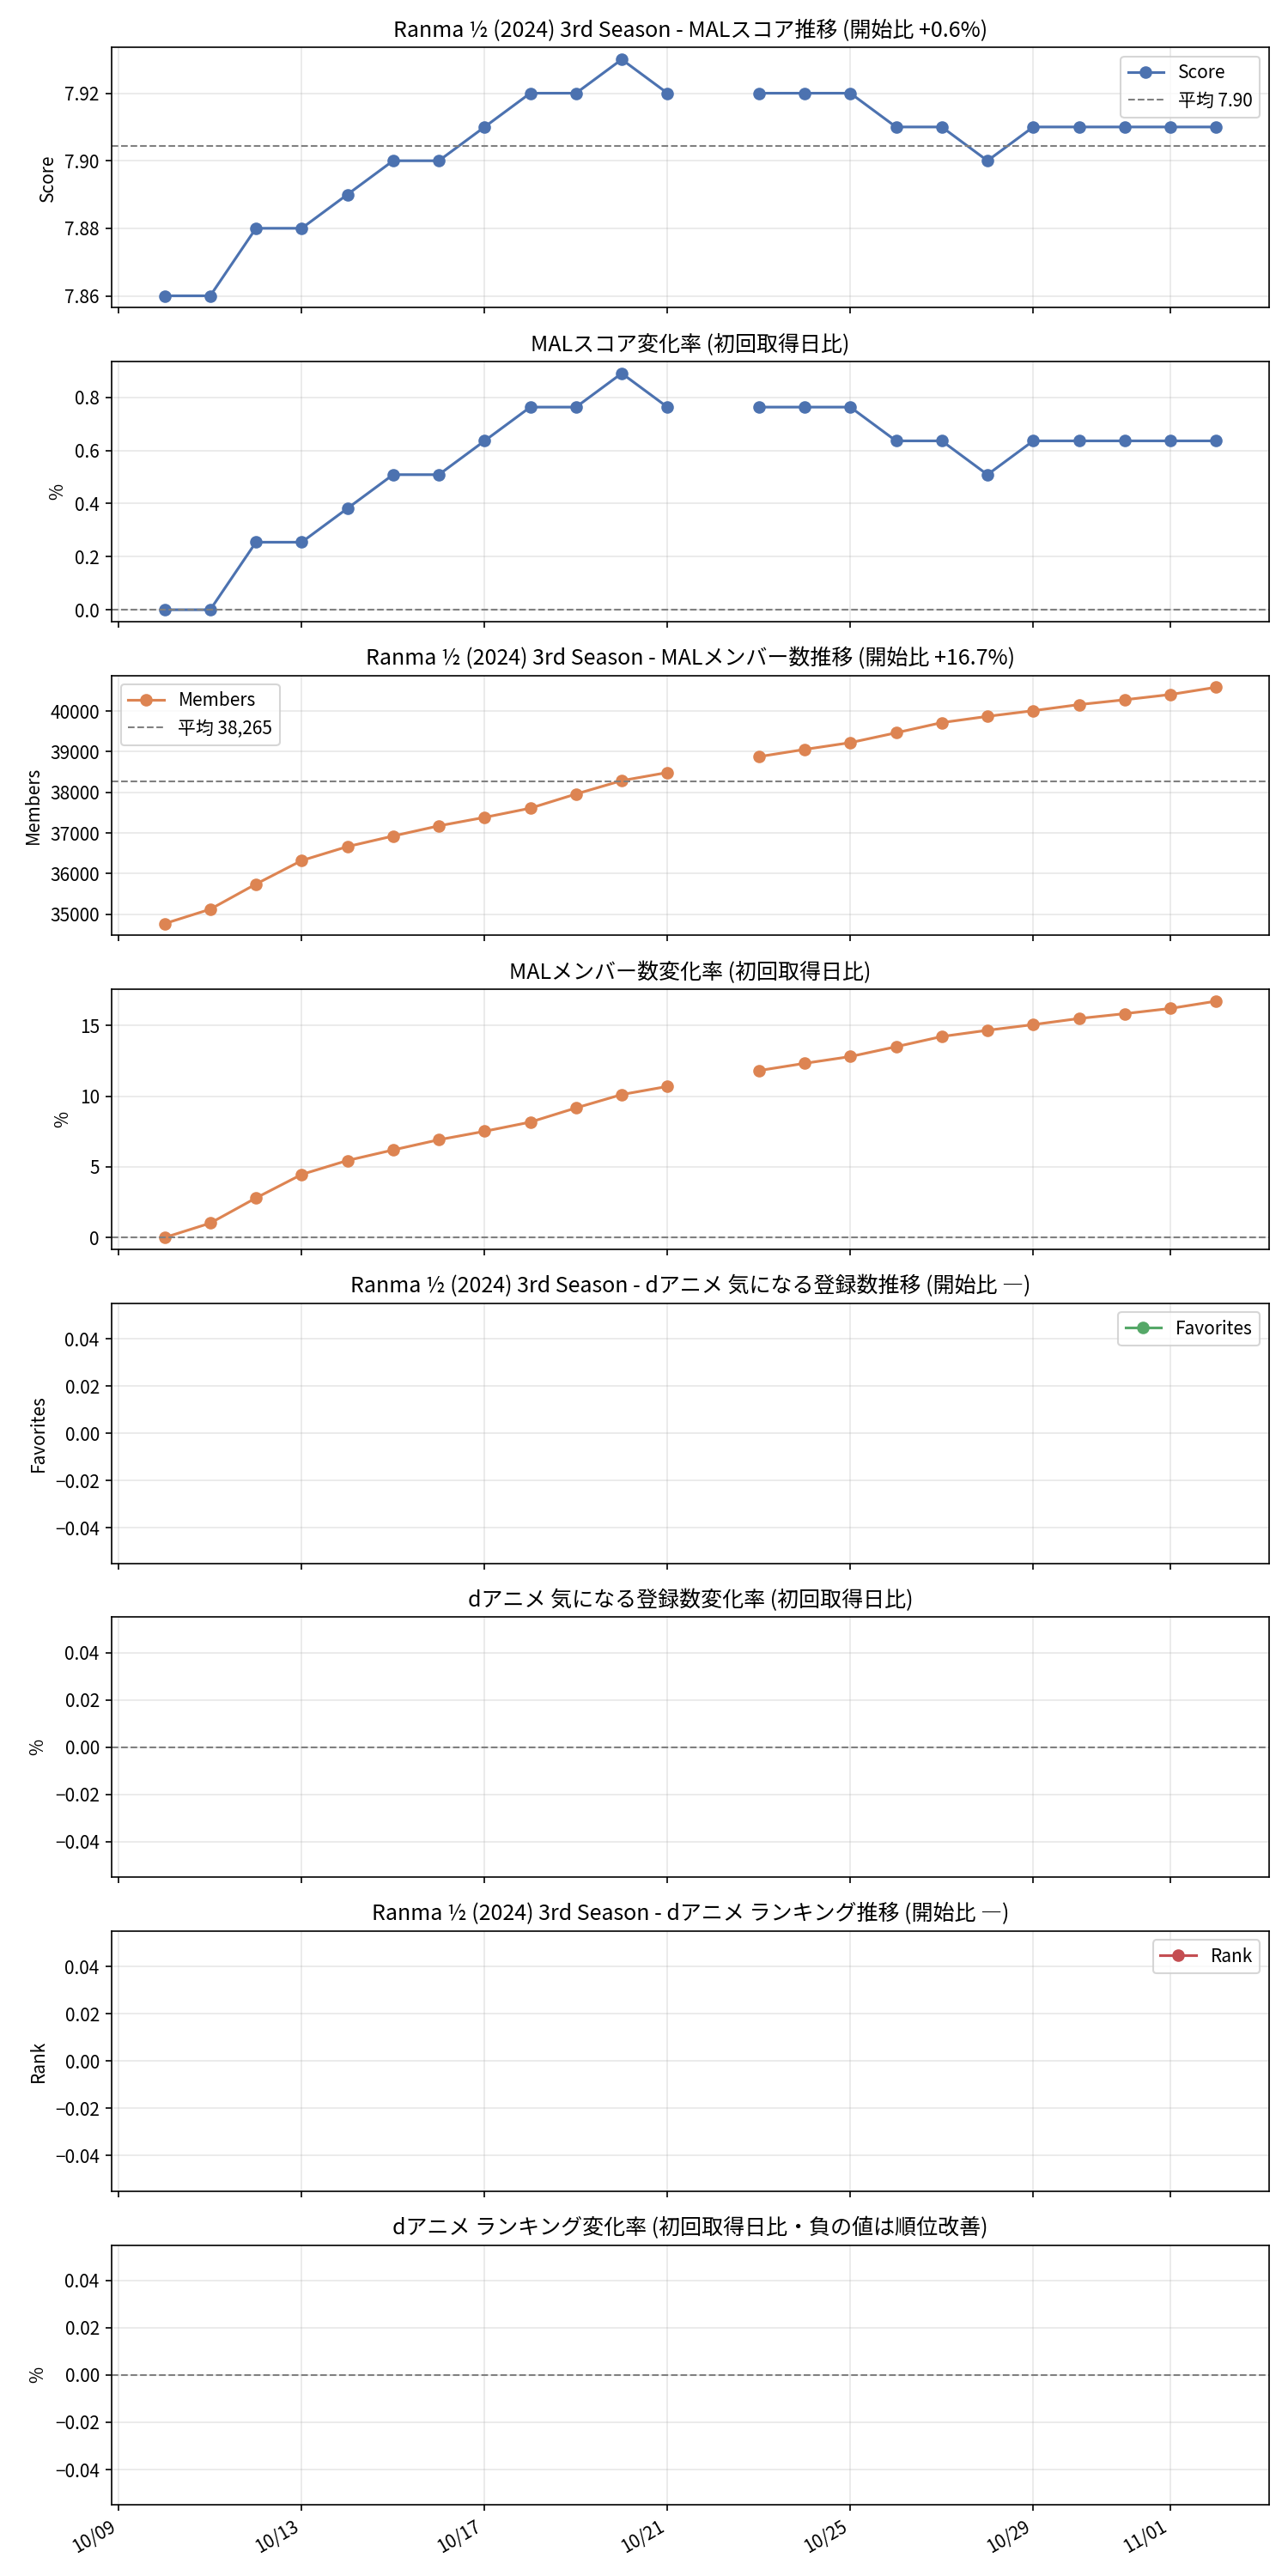 Ranma ½ (2024) 3rd Season - MALスコア推移 (開始比 +0.6%)
Score
平均 7.90
Score
7.92
7.90
7.88
7.86
MALスコア変化率 (初回取得日比)
%
0.8
0.6
0.4
0.2
0.0
Ranma ½ (2024) 3rd Season - MALメンバー数推移 (開始比 +16.7%)
Members
平均 38,265
Members
40000
39000
38000
37000
36000
35000
MALメンバー数変化率 (初回取得日比)
%
15
10
5
0
Ranma ½ (2024) 3rd Season - dアニメ 気になる登録数推移 (開始比 —)
Favorites
Favorites
0.04
0.02
0.00
−0.02
−0.04
dアニメ 気になる登録数変化率 (初回取得日比)
%
0.04
0.02
0.00
−0.02
−0.04
Ranma ½ (2024) 3rd Season - dアニメ ランキング推移 (開始比 —)
Rank
Rank
0.04
0.02
0.00
−0.02
−0.04
dアニメ ランキング変化率 (初回取得日比・負の値は順位改善)
%
0.04
0.02
0.00
−0.02
−0.04
10/09
10/13
10/17
10/21
10/25
10/29
11/01